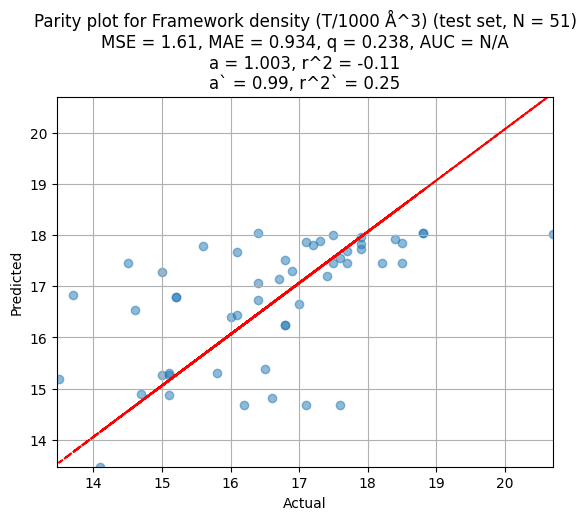 Parity plot for Framework density (T/1000 Å^3) (test set, N = 51)
MSE = 1.61, MAE = 0.934, q = 0.238, AUC = N/A
a = 1.003, r^2 = -0.11
a` = 0.99, r^2` = 0.25
20
19
18
17
16
15
14
Predicted
14 15 16 17 18 19 20
Actual